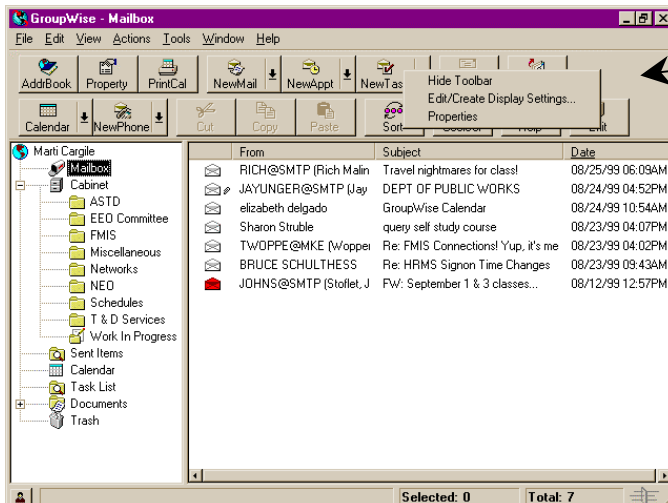 GroupWise - Mailbox
File Edit View Actions Tools Window Help
AddrBook Property PrintCal NewMail NewAppt
Hide Toolbar
Edit/Create Display Settings...
Properties
Calendar NewPhone Cut Copy Paste Sort
Marti Cargile
Mailbox
Cabinet
ASTD
EEO Committee
FMIS
Miscellaneous
Networks
NEO
Schedules
T & D Services
Work In Progress
Sent Items
Calendar
Task List
Documents
Trash
From Subject Date
RICH@SMTP (Rich Malin Travel nightmares for class! 08/25/99 06:09AM
JAYUNGER@SMTP (Jay DEPT OF PUBLIC WORKS 08/24/99 04:52PM
elizabeth delgado GroupWise Calendar 08/24/99 10:54AM
Sharon Struble query self study course 08/23/99 04:07PM
TWOPPE@MKE (Wopper Re: FMIS Connections! Yup, it's me 08/23/99 04:02PM
BRUCE SCHULTHESS Re: HRMS Signon Time Changes 08/23/99 09:43AM
JOHNS@SMTP (Stoflet, J FW: September 1 & 3 classes... 08/12/99 12:57PM
Selected: 0 Total: 7